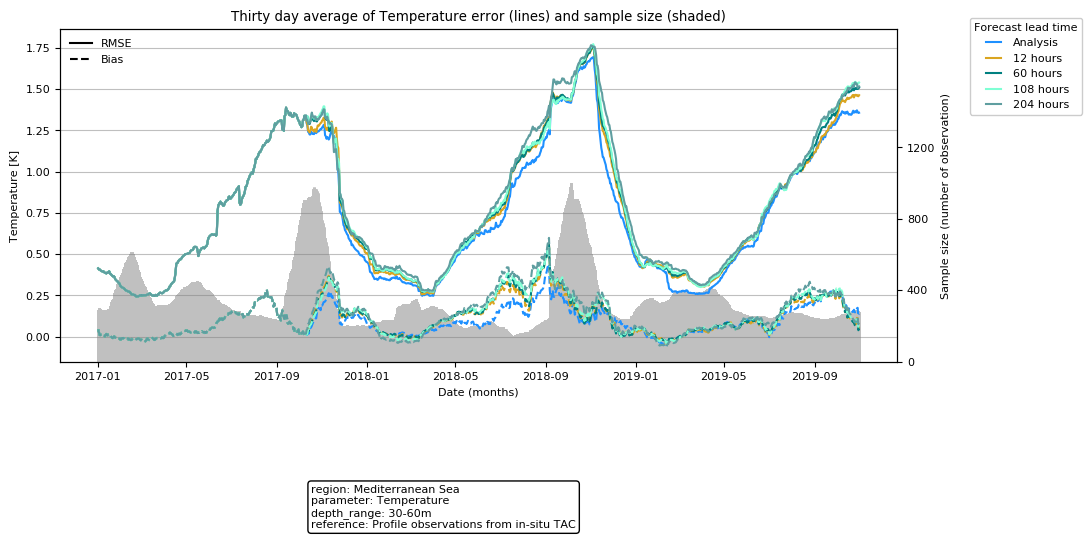 Thirty day average of Temperature error (lines) and sample size (shaded)
Forecast lead time
Analysis
12 hours
60 hours
108 hours
204 hours
RMSE
Bias
1.75
1.50
1.25
1.00
0.75
0.50
0.25
0.00
Temperature [K]
1200
800
400
0
Sample size (number of observation)
2017-01 2017-05 2017-09 2018-01 2018-05 2018-09 2019-01 2019-05 2019-09
Date (months)
region: Mediterranean Sea
parameter: Temperature
depth_range: 30-60m
reference: Profile observations from in-situ TAC